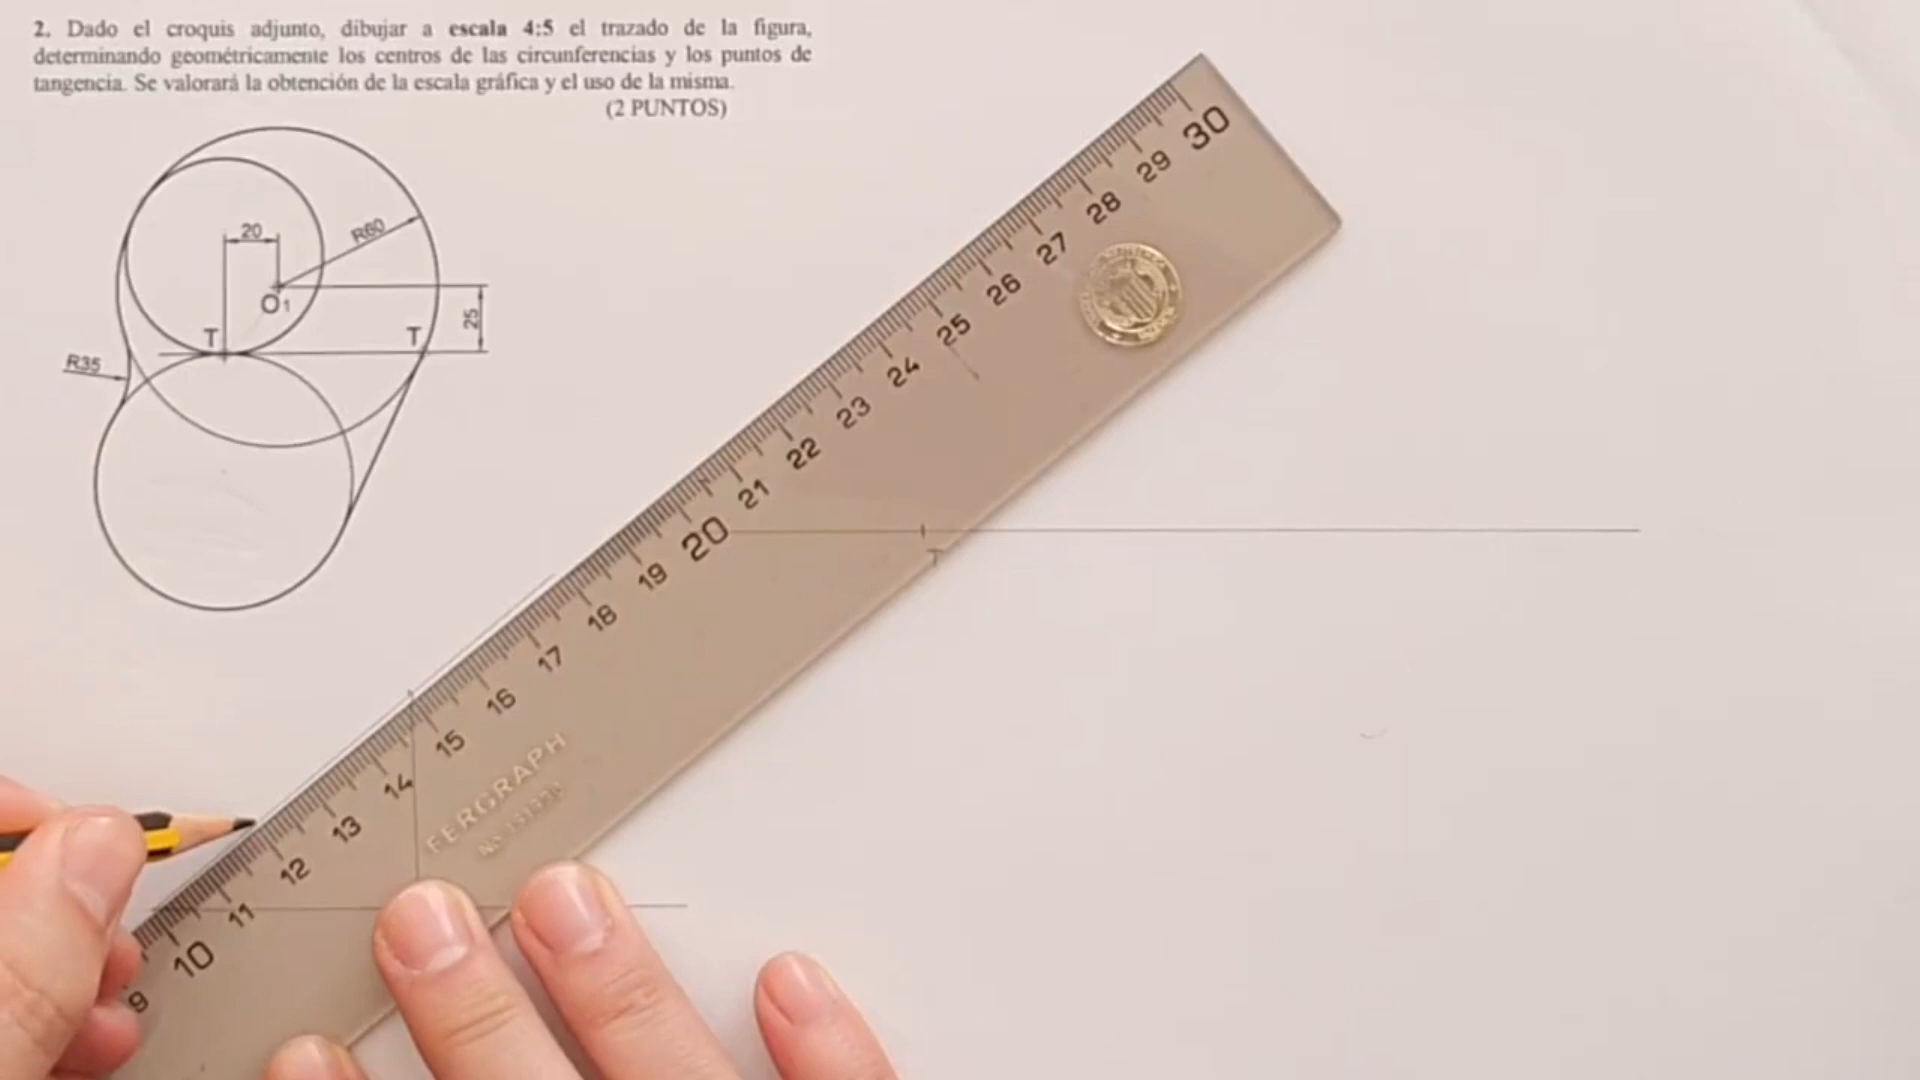 2. Dado el croquis adjunto, dibujar a escala 4:5 el trazado de la figura,
determinando geométricamente los centros de las circunferencias y los puntos de
tangencia. Se valorará la obtención de la escala gráfica y el uso de la misma.
(2 PUNTOS)
20
R60
O1
25
T
T
R35
30
29
28
27
26
25
24
23
22
21
20
19
18
17
16
15
14
13
12
11
10
9
T
FERGRAPH